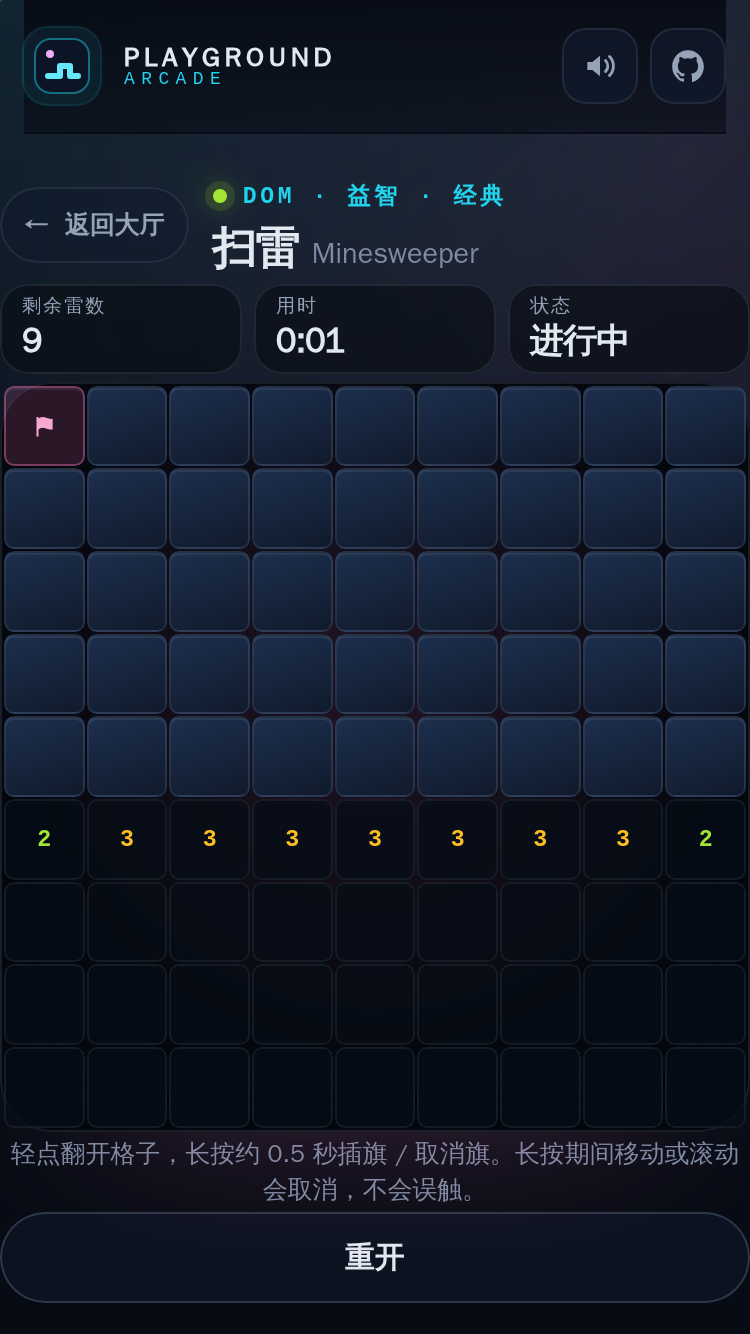 PLAYGROUND
ARCADE
DOM · 益智 · 经典
← 返回大厅
扫雷 Minesweeper
剩余雷数 用时 状态
9 0:01 进行中
2 3 3 3 3 3 3 3 2
轻点翻开格子，长按约 0.5 秒插旗 / 取消旗。长按期间移动或滚动
会取消，不会误触。
重开